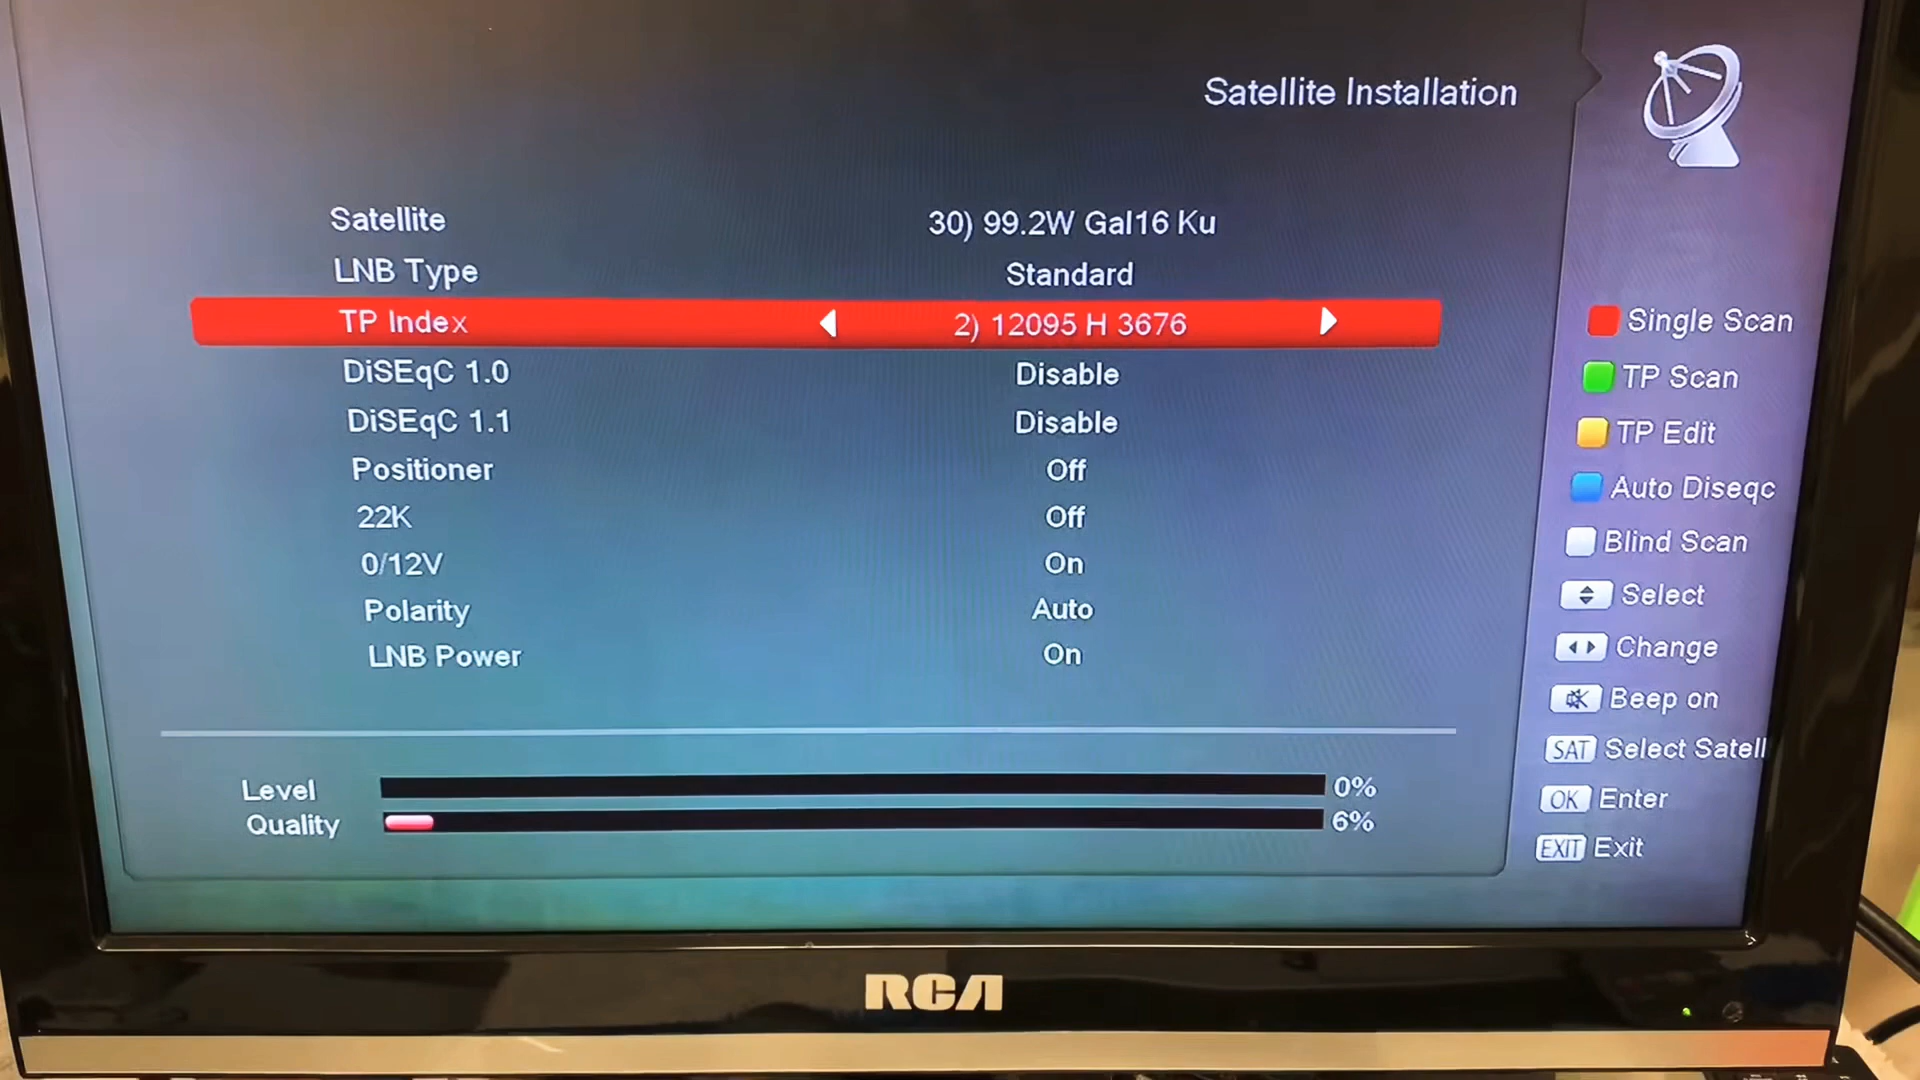 Satellite Installation
Satellite 30) 99.2W Gal16 Ku
LNB Type Standard
TP Index 2) 12095 H 3676
DiSEqC 1.0 Disable
DiSEqC 1.1 Disable
Positioner Off
22K Off
0/12V On
Polarity Auto
LNB Power On
Level 0%
Quality 6%
Single Scan
TP Scan
TP Edit
Auto Diseqc
Blind Scan
Select
Change
Beep on
SAT Select Satell
OK Enter
EXIT Exit
RCA